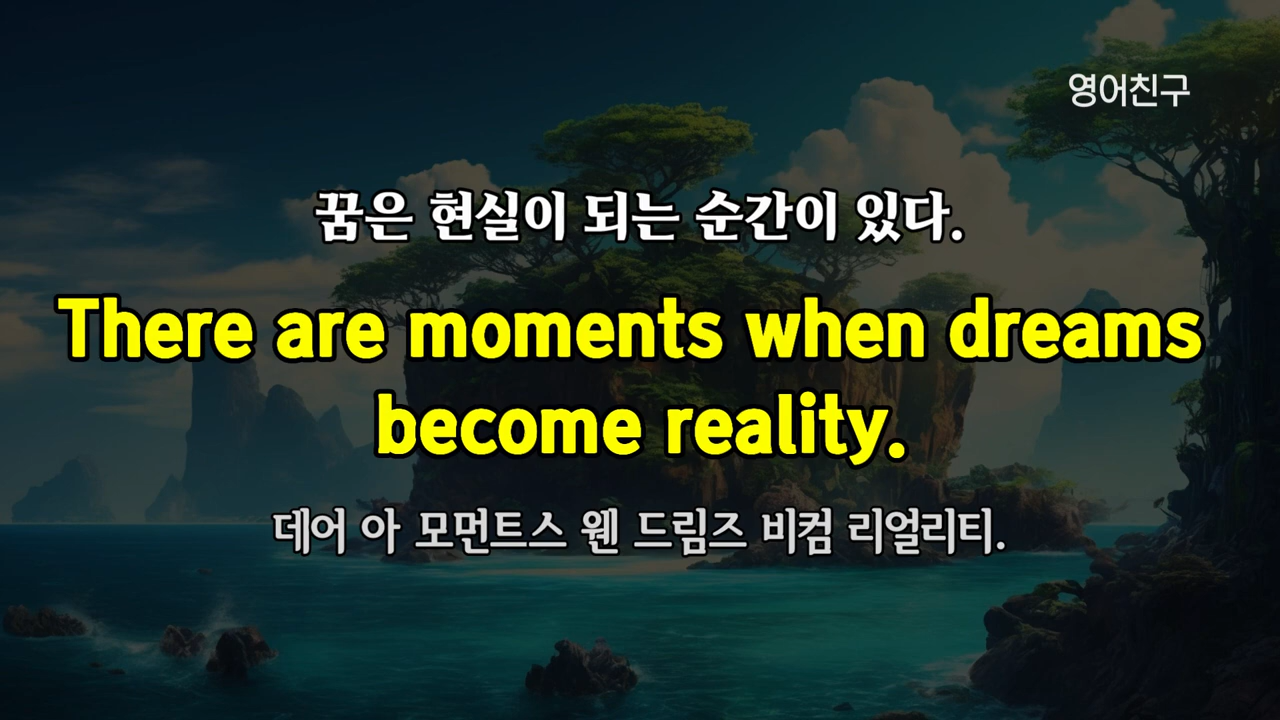 영어친구
꿈은 현실이 되는 순간이 있다.
There are moments when dreams
become reality.
데어 아 모먼트스 웬 드림즈 비컴 리얼리티.